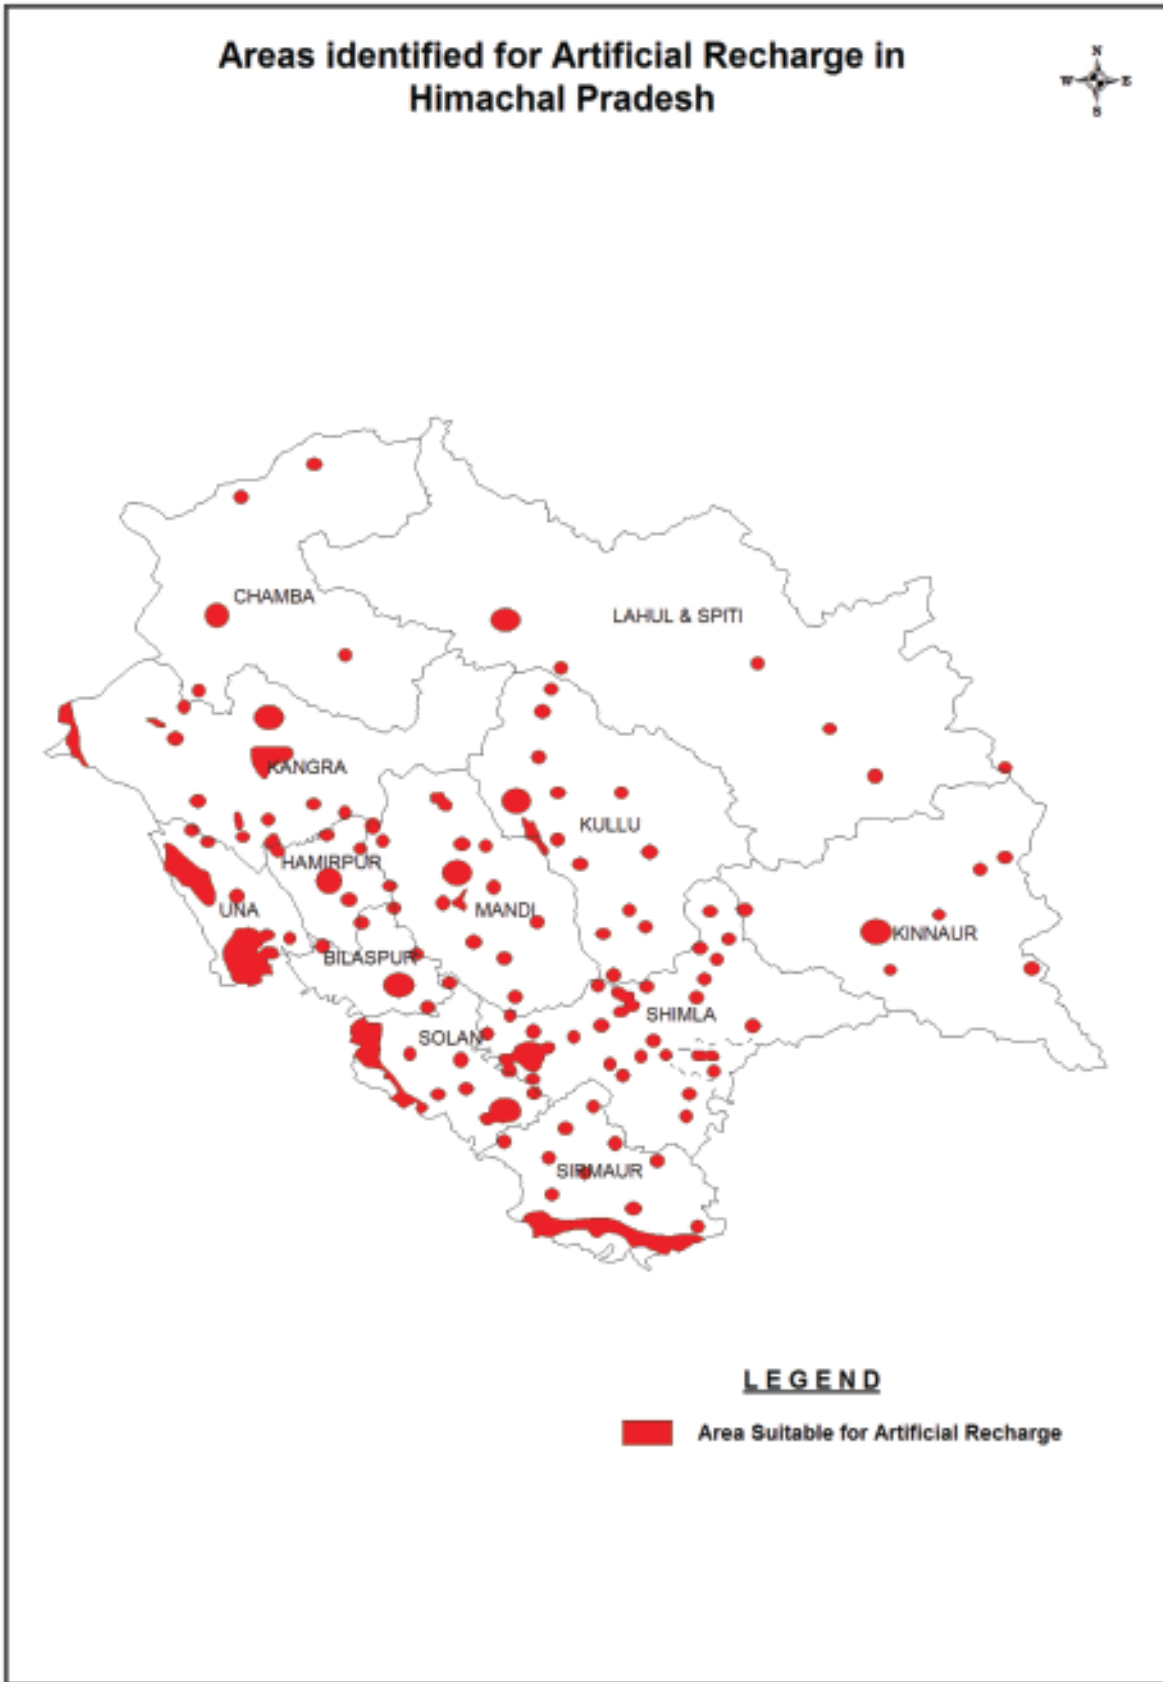 Areas identified for Artificial Recharge in
Himachal Pradesh
N
W E
S
CHAMBA
LAHUL & SPITI
KANGRA
KULLU
HAMIRPUR
UNA
MANDI
KINNAUR
BILASPUR
SHIMLA
SOLAN
SIRMAUR
LEGEND
Area Suitable for Artificial Recharge